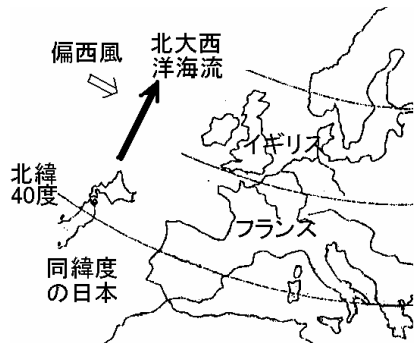 偏西風
北大西
洋海流
イギリス
北緯
40度
フランス
同緯度
の日本